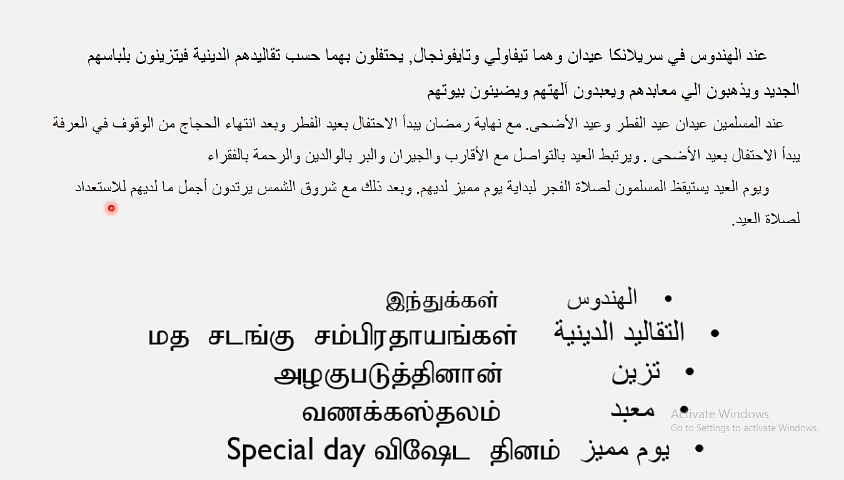 عند الهندوس في سريلانكا عيدان وهما تيفاولي وتايفونجال, يحتفلون بهما حسب تقاليدهم الدينية فيتزينون بلباسهم
الجديد ويذهبون الي معابدهم ويعبدون آلهتهم ويضينون بيوتهم
عند المسلمين عيدان عيد الفطر وعيد الأضحى. مع نهاية رمضان يبدأ الاحتفال بعيد الفطر وبعد انتهاء الحجاج من الوقوف في العرفة
يبدأ الاحتفال بعيد الأضحى . ويرتبط العيد بالتواصل مع الأقارب والجيران والبر بالوالدين والرحمة بالفقراء
ويوم العيد يستيقظ المسلمون لصلاة الفجر لبداية يوم مميز لديهم. وبعد ذلك مع شروق الشمس يرتدون أجمل ما لديهم للاستعداد
لصلاة العيد.
• الهندوس இந்துக்கள்
• التقاليد الدينية மத சடங்கு சம்பிரதாயங்கள்
• تزين அழகுபடுத்தினான்
• معبد வணக்கஸ்தலம்
• يوم مميز விஷேட தினம் Special day
Activate Windows
Go to Settings to activate Windows.